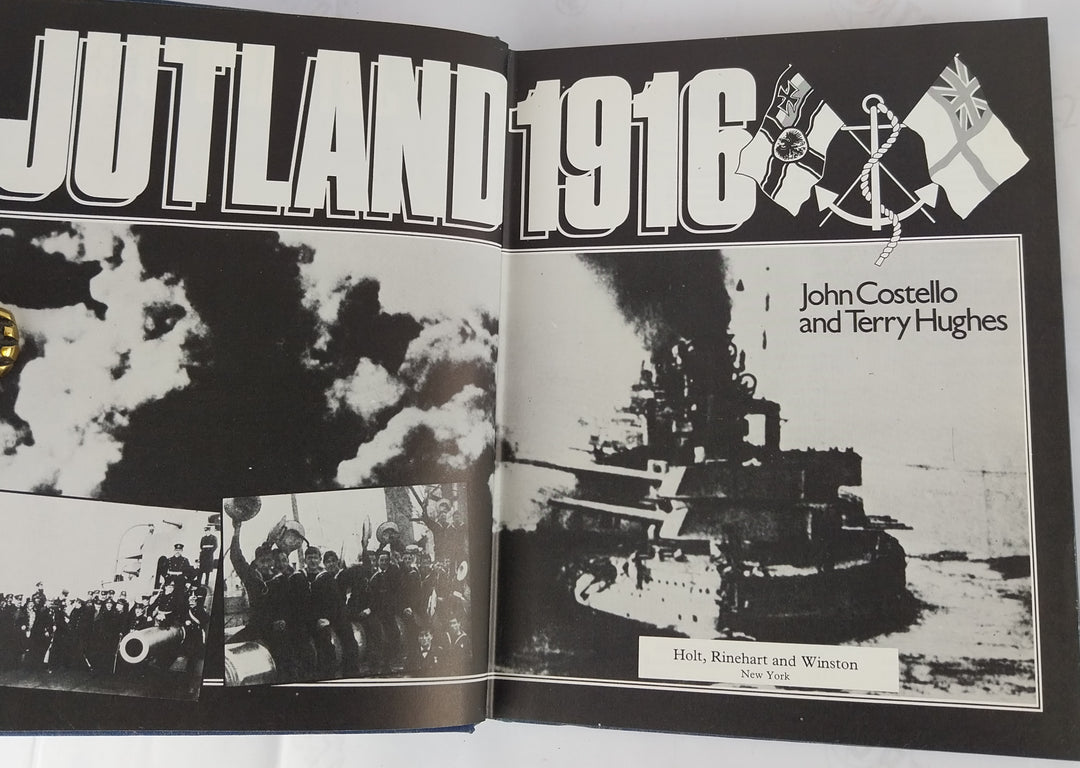 JUTLAND 1916
John Costello
and Terry Hughes
Holt, Rinehart and Winston
New York